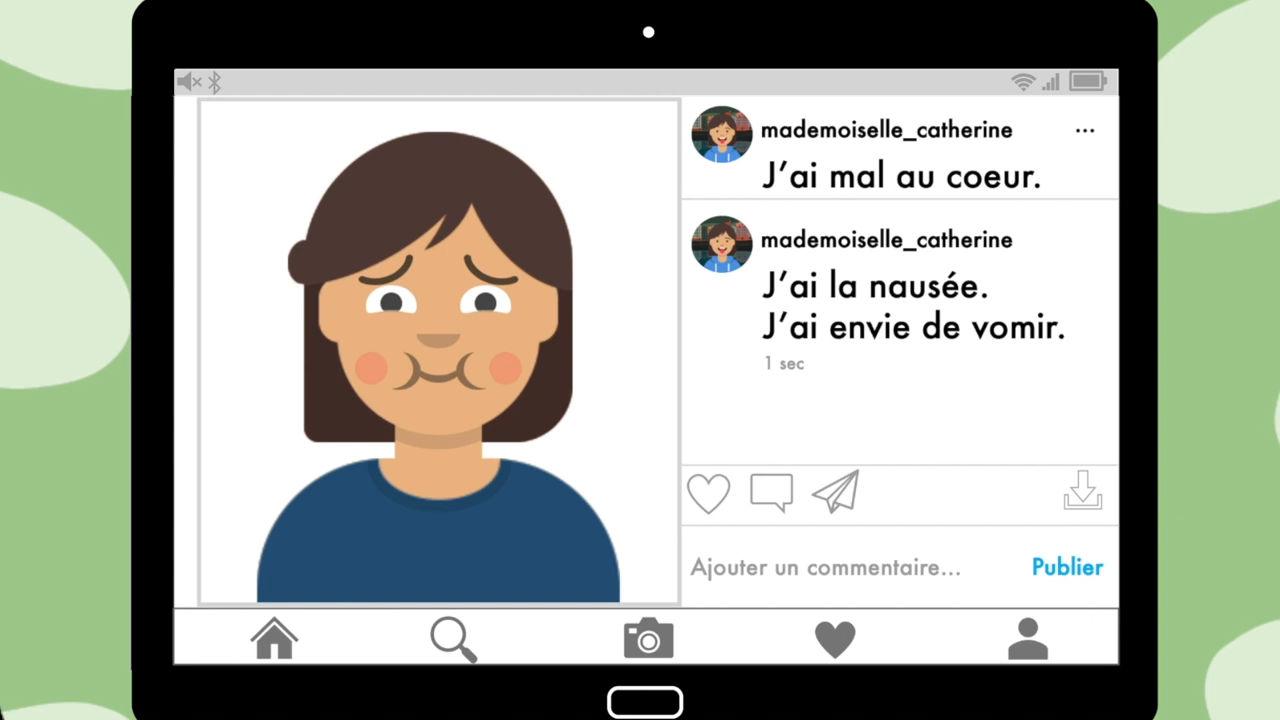 mademoiselle_catherine
...
J'ai mal au coeur.
mademoiselle_catherine
J'ai la nausée.
J'ai envie de vomir.
1 sec
Ajouter un commentaire...
Publier